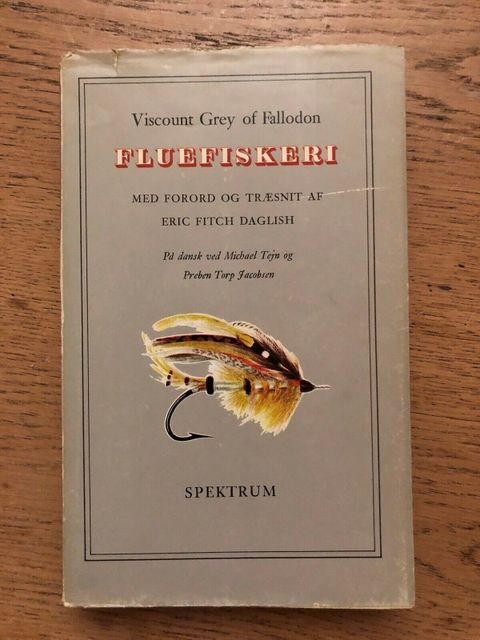 Viscount Grey of Fallodon
FLUEFISKERI
MED FORORD OG TRÆSNIT AF
ERIC FITCH DAGLISH
På dansk ved Michael Tejn og
Preben Torp Jacobsen
SPEKTRUM